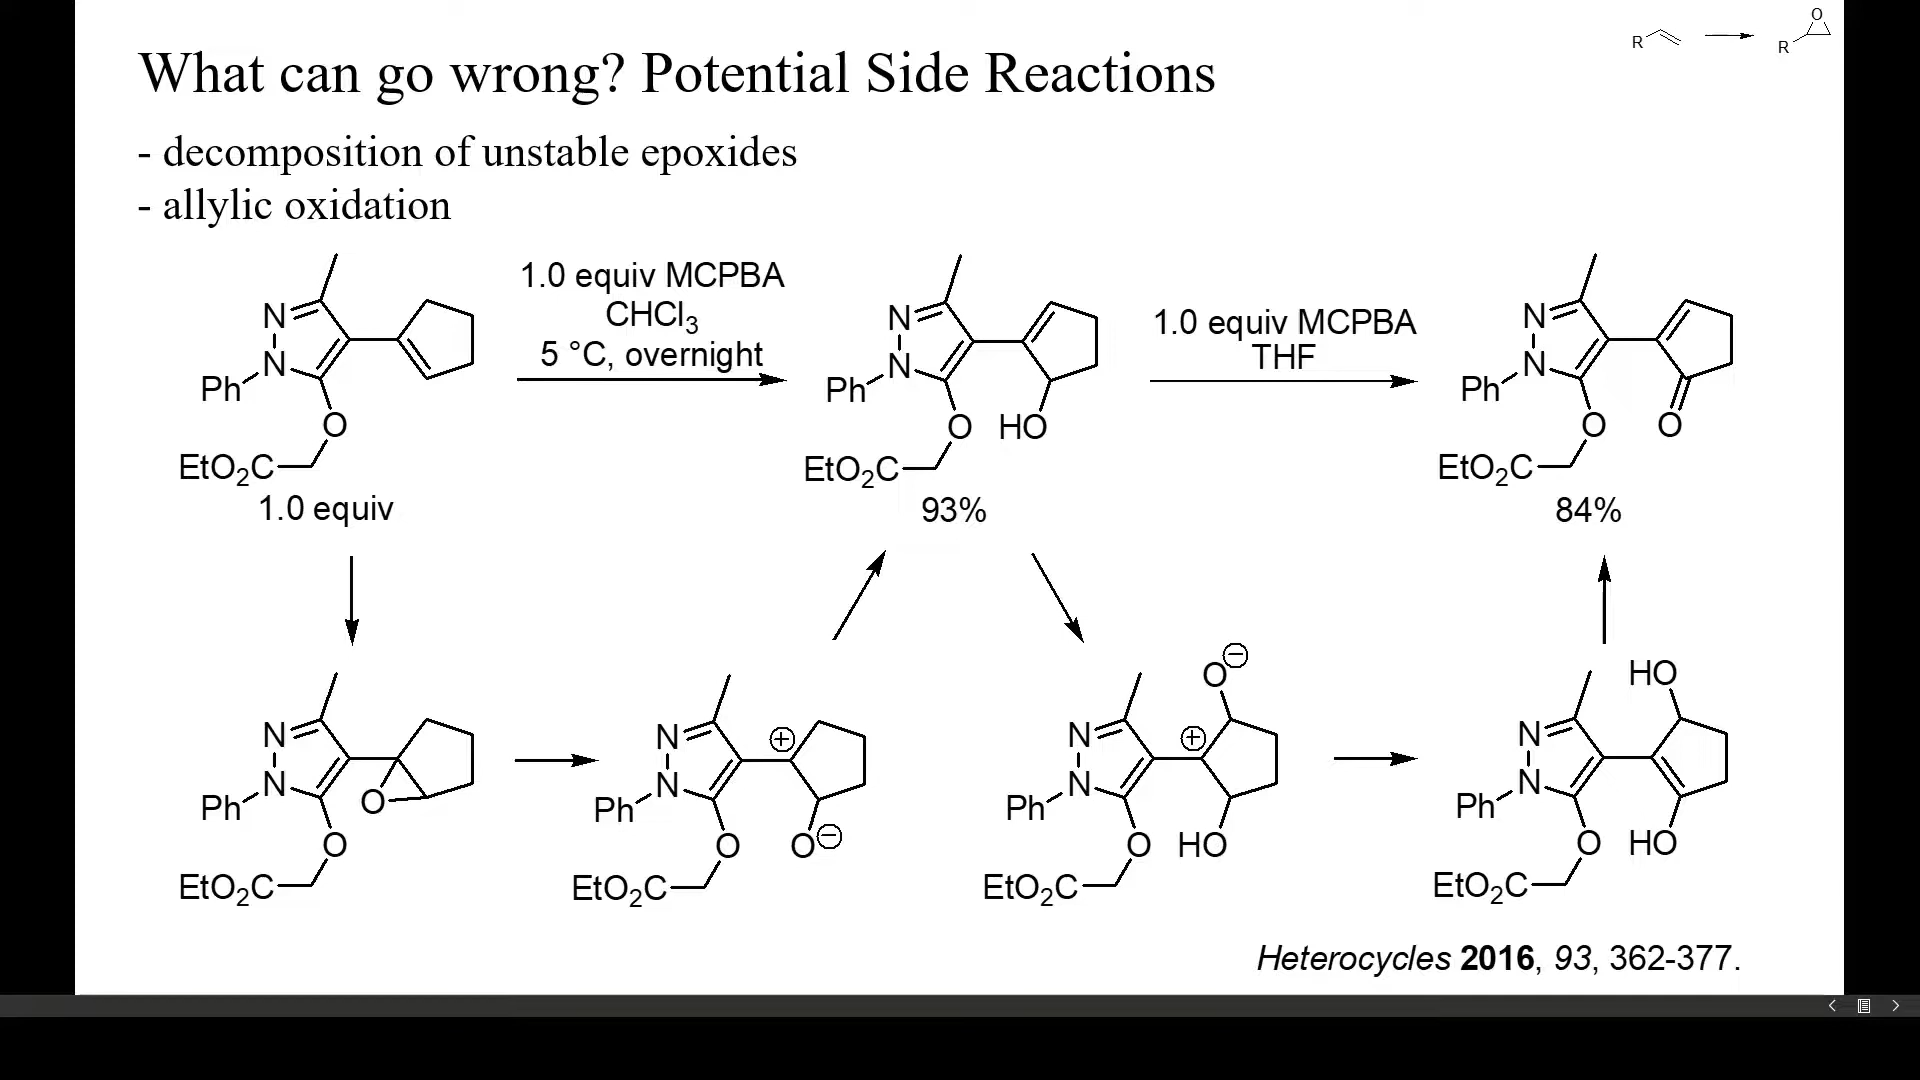 R
R
O
What can go wrong? Potential Side Reactions
- decomposition of unstable epoxides
- allylic oxidation
1.0 equiv MCPBA
CHCl3
5 °C, overnight
1.0 equiv MCPBA
THF
N
N
Ph
O
EtO2C
1.0 equiv
N
N
Ph
O
HO
EtO2C
93%
N
N
Ph
O
O
EtO2C
84%
N
N
Ph
O
O
EtO2C
N
N
Ph
⊕
O⊖
O
EtO2C
O⊖
⊕
N
N
Ph
O
HO
EtO2C
HO
N
N
Ph
O
HO
EtO2C
Heterocycles 2016, 93, 362-377.